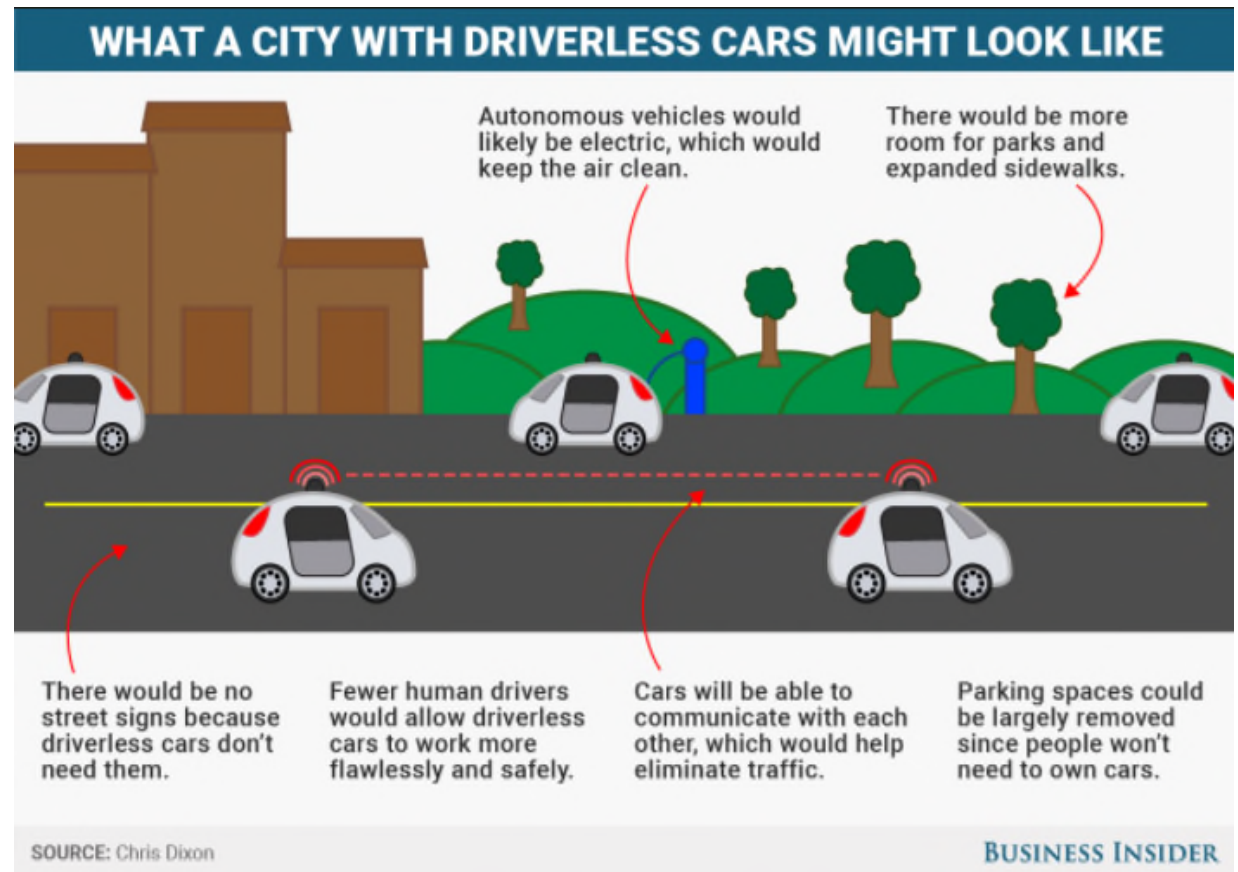 WHAT A CITY WITH DRIVERLESS CARS MIGHT LOOK LIKE
Autonomous vehicles would
likely be electric, which would
keep the air clean.
There would be more
room for parks and
expanded sidewalks.
There would be no
street signs because
driverless cars don't
need them.
Fewer human drivers
would allow driverless
cars to work more
flawlessly and safely.
Cars will be able to
communicate with each
other, which would help
eliminate traffic.
Parking spaces could
be largely removed
since people won't
need to own cars.
SOURCE: Chris Dixon
BUSINESS INSIDER